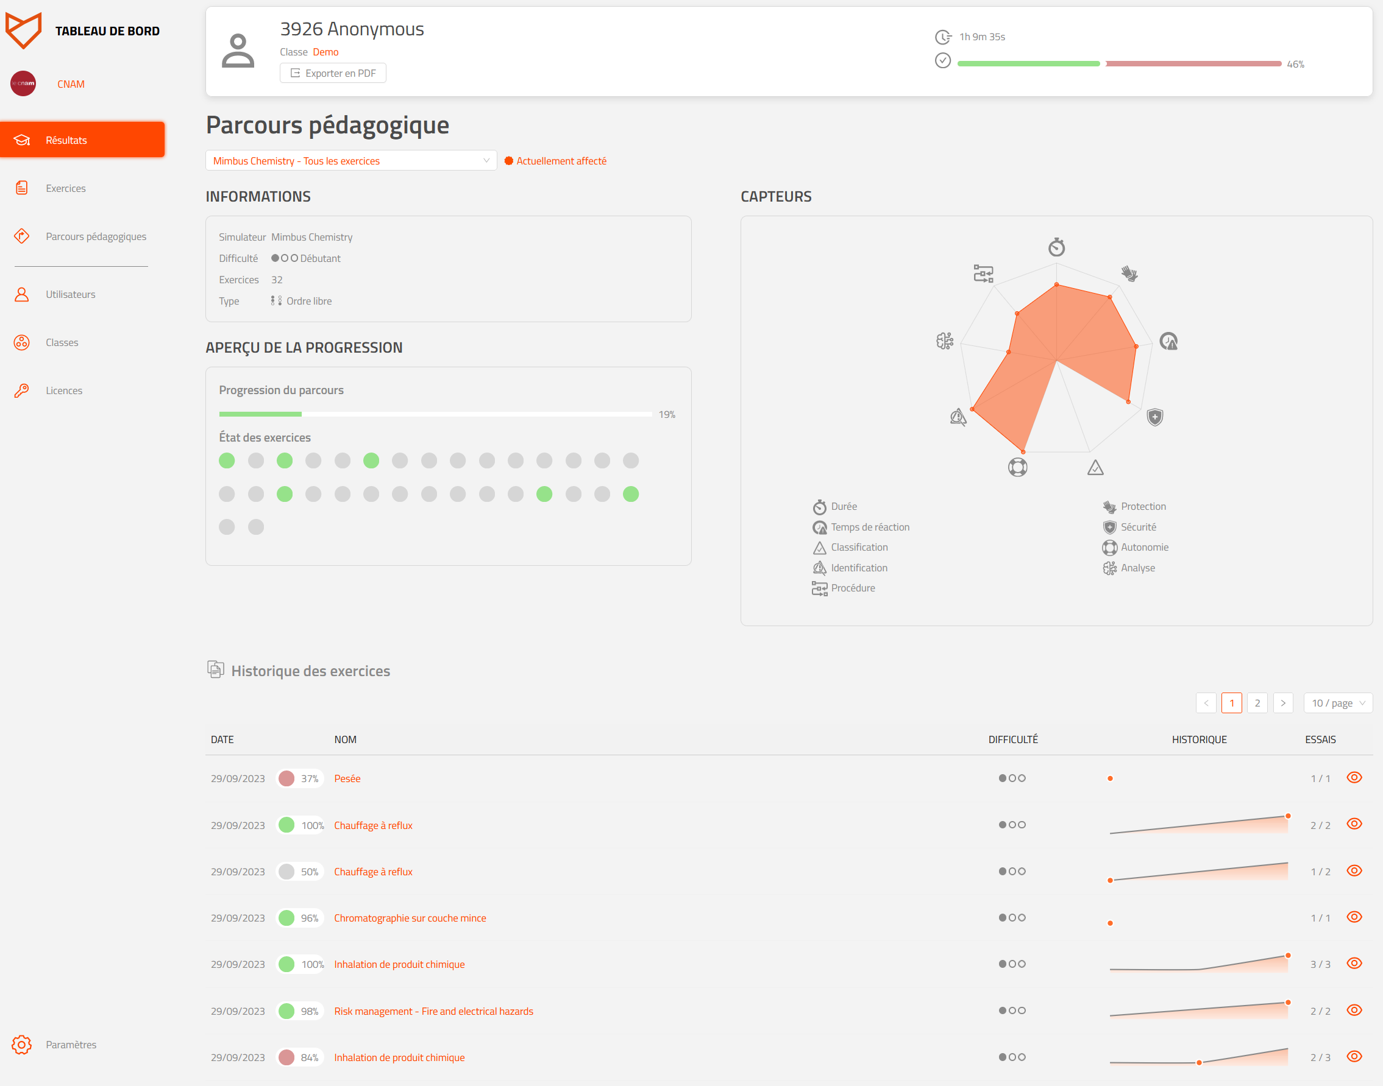 TABLEAU DE BORD
cnam
CNAM
Résultats
Exercices
Parcours pédagogiques
Utilisateurs
Classes
Licences
Paramètres
3926 Anonymous
Classe Demo
Exporter en PDF
1h 9m 35s
46%
Parcours pédagogique
Mimbus Chemistry - Tous les exercices
Actuellement affecté
INFORMATIONS
Simulateur Mimbus Chemistry
Difficulté Débutant
Exercices 32
Type Ordre libre
APERÇU DE LA PROGRESSION
Progression du parcours
19%
État des exercices
CAPTEURS
Durée
Protection
Temps de réaction
Sécurité
Classification
Autonomie
Identification
Analyse
Procédure
Historique des exercices
< 1 2 > 10 / page
DATE NOM DIFFICULTÉ HISTORIQUE ESSAIS
29/09/2023 37% Pesée 1 / 1
29/09/2023 100% Chauffage à reflux 2 / 2
29/09/2023 50% Chauffage à reflux 1 / 2
29/09/2023 96% Chromatographie sur couche mince 1 / 1
29/09/2023 100% Inhalation de produit chimique 3 / 3
29/09/2023 98% Risk management - Fire and electrical hazards 2 / 2
29/09/2023 84% Inhalation de produit chimique 2 / 3